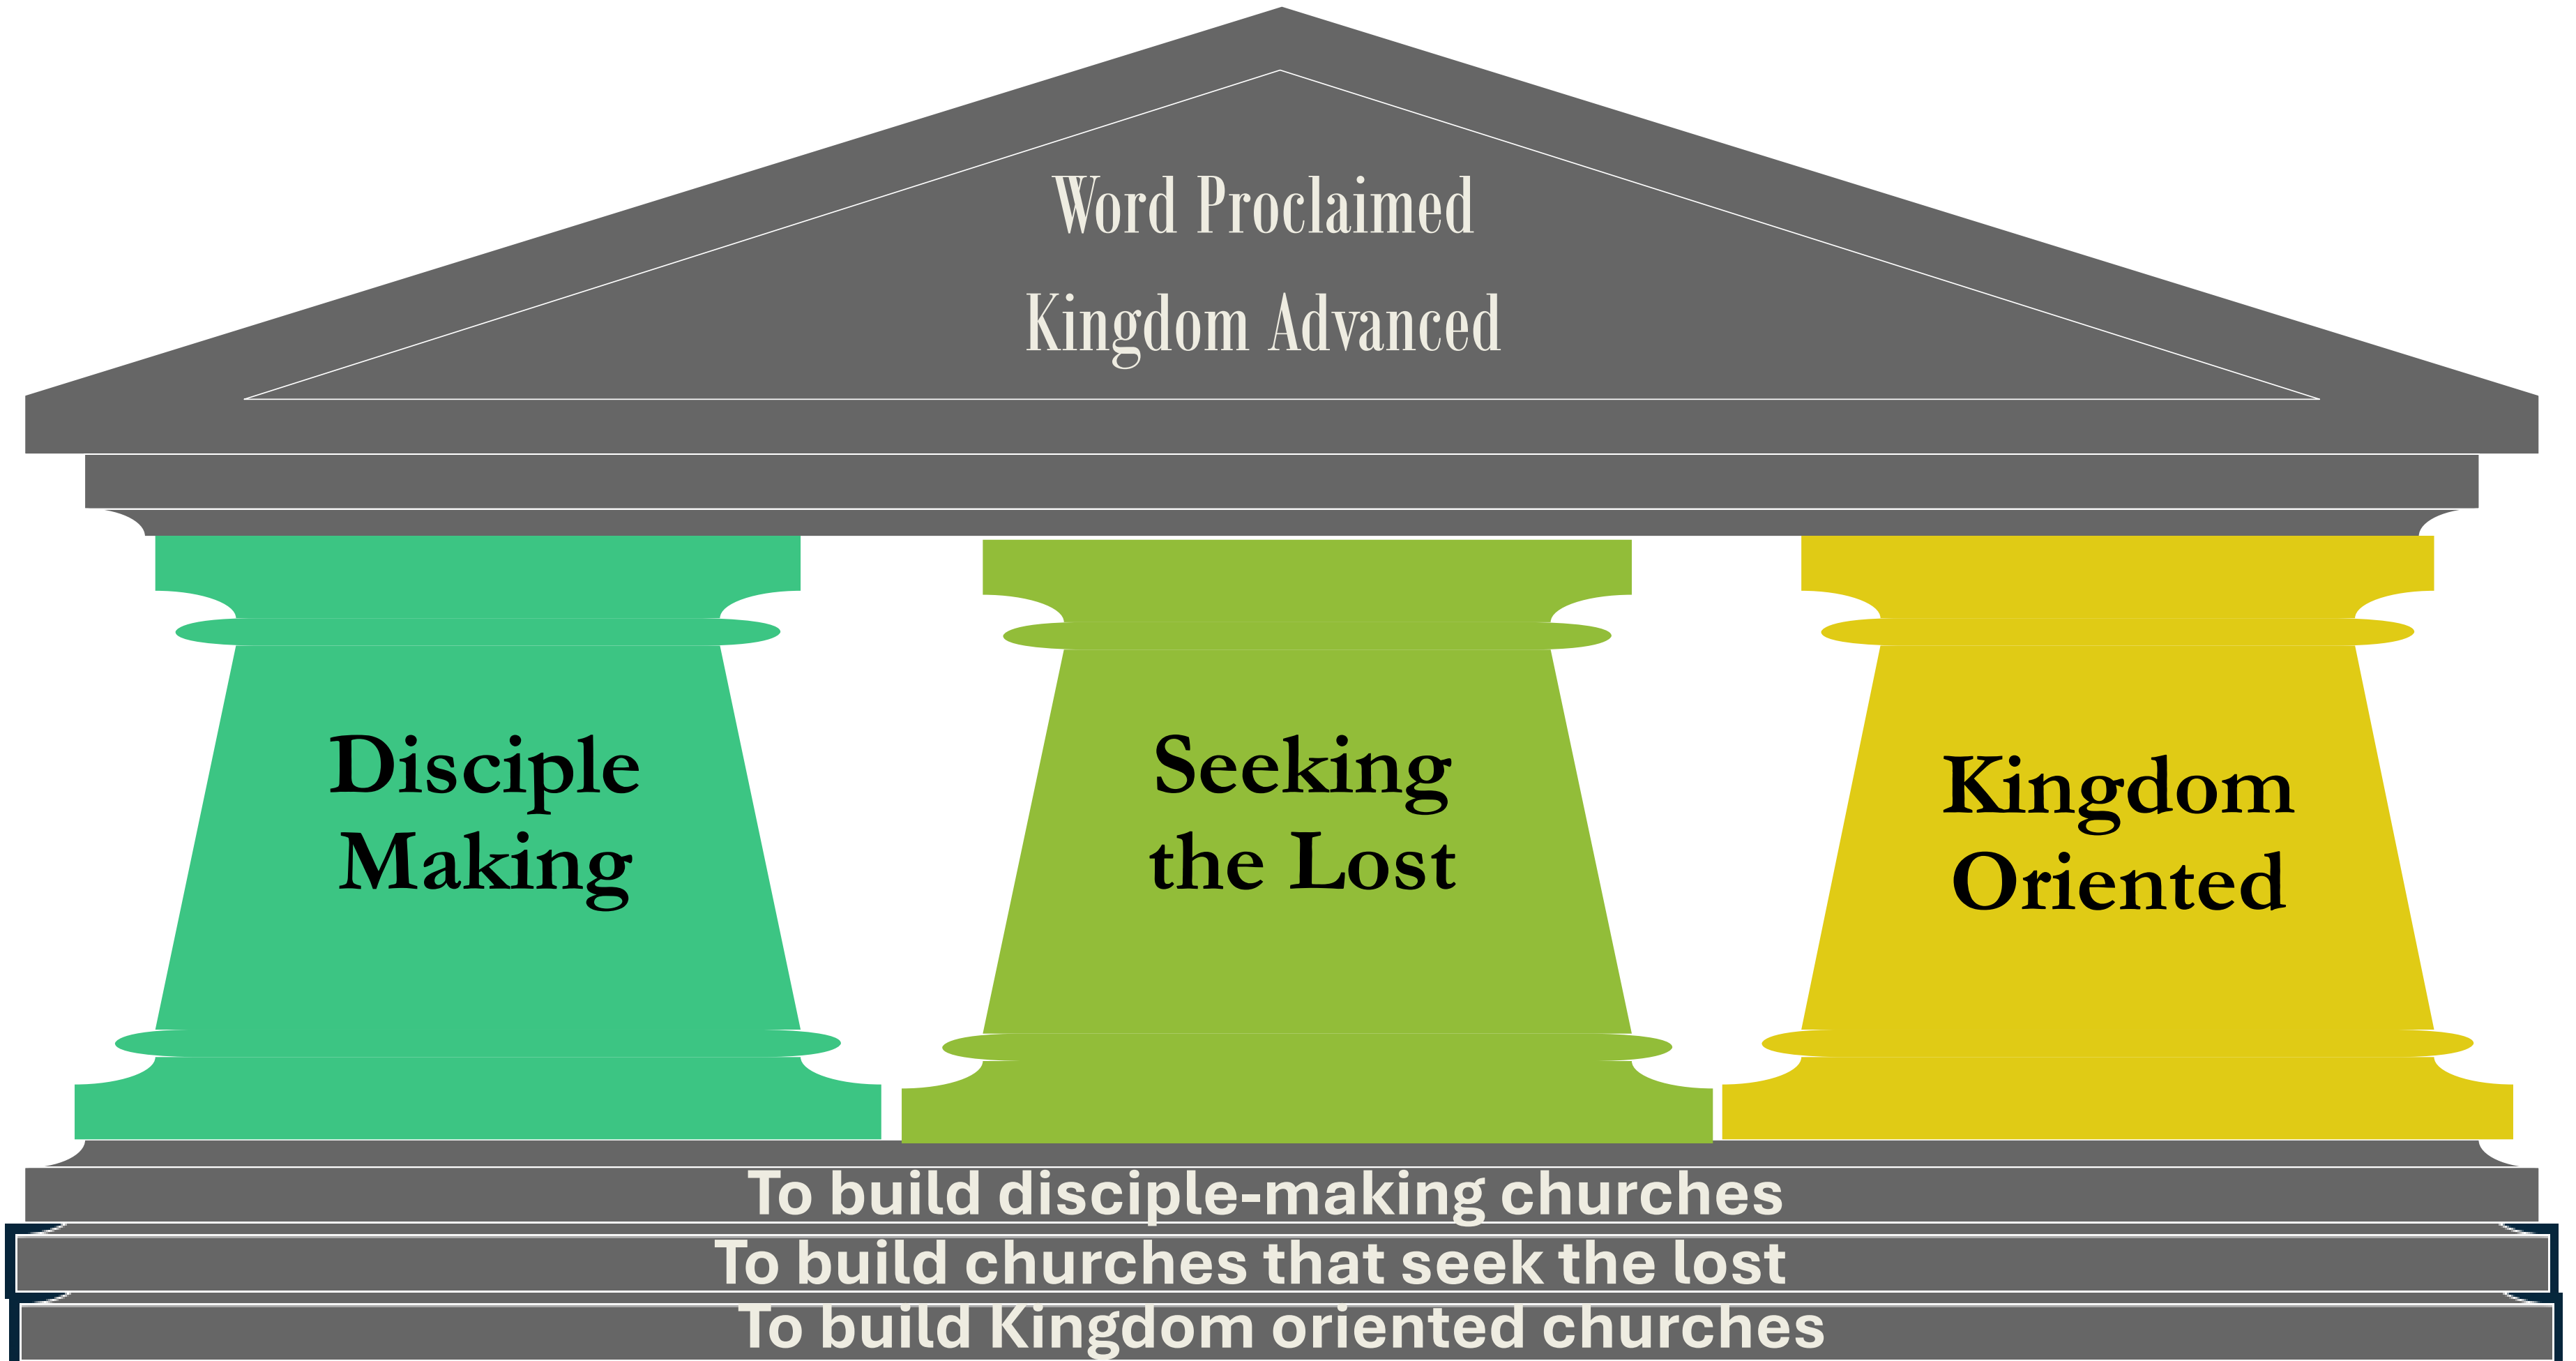 Word Proclaimed
Kingdom Advanced
Disciple
Making
Seeking
the Lost
Kingdom
Oriented
To build disciple-making churches
To build churches that seek the lost
To build Kingdom oriented churches